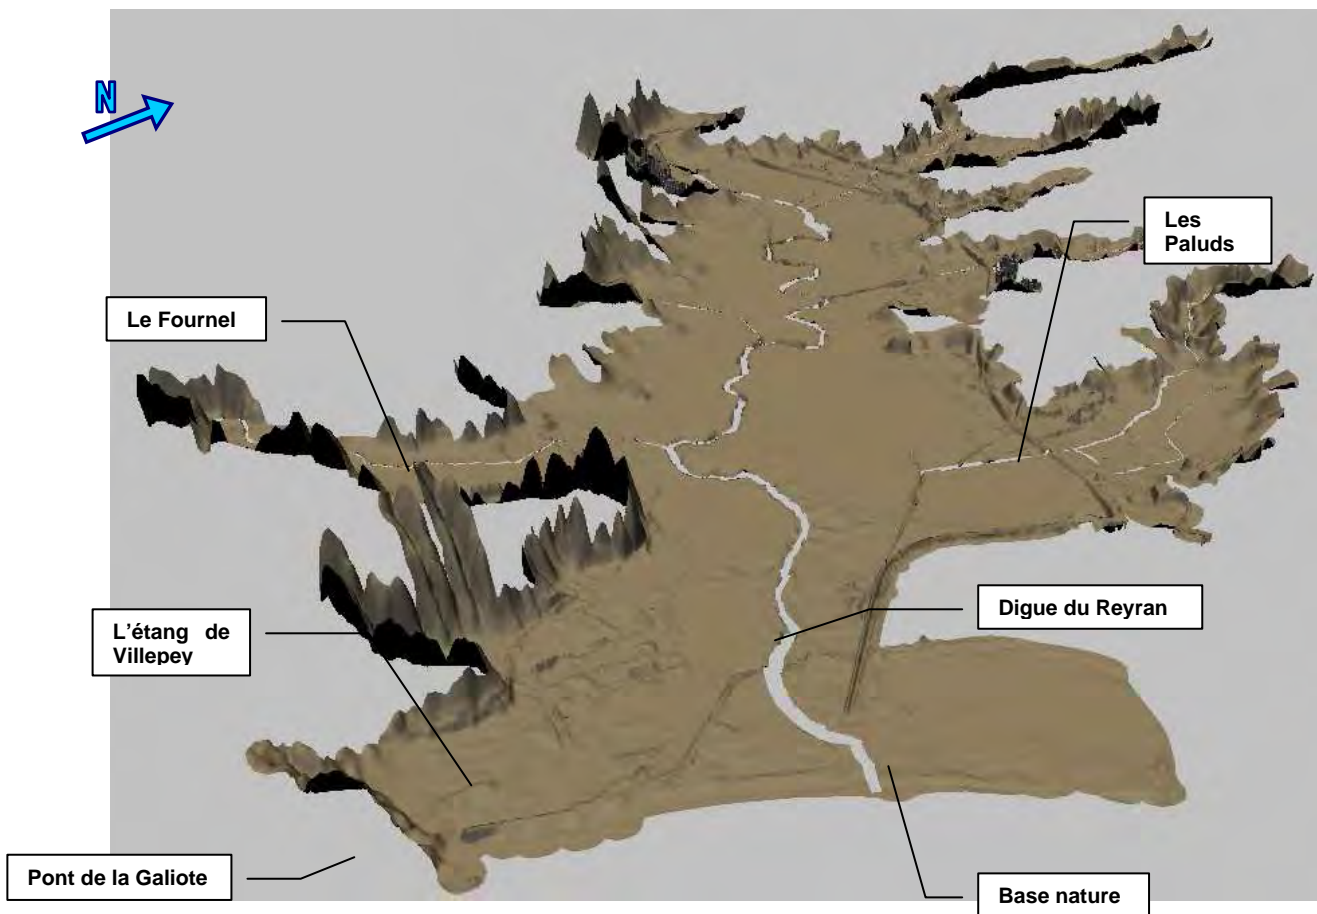 N
Les
Paluds
Le Fournel
Digue du Reyran
L'étang de
Villepey
Pont de la Galiote
Base nature